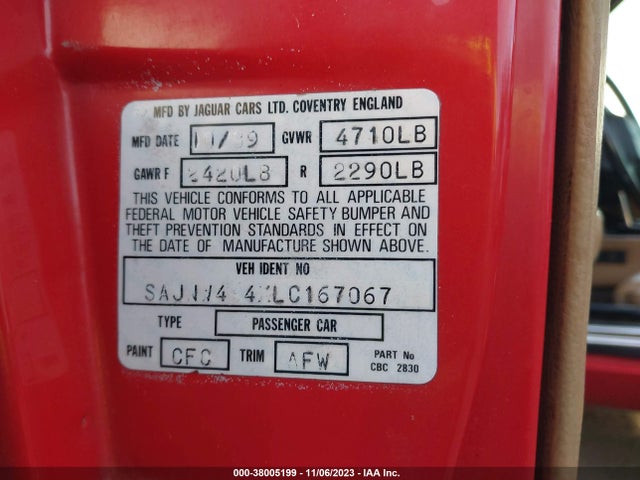 MFD BY JAGUAR CARS LTD. COVENTRY ENGLAND
MFD DATE GVWR 4710LB
GAWR F 2420LB R 2290LB
THIS VEHICLE CONFORMS TO ALL APPLICABLE
FEDERAL MOTOR VEHICLE SAFETY BUMPER AND
THEFT PREVENTION STANDARDS IN EFFECT ON
THE DATE OF MANUFACTURE SHOWN ABOVE.
VEH IDENT NO
TYPE PASSENGER CAR
PAINT CFC TRIM AFW PART No
CBC 2830
000-38005199 - 11/06/2023 - IAA Inc.